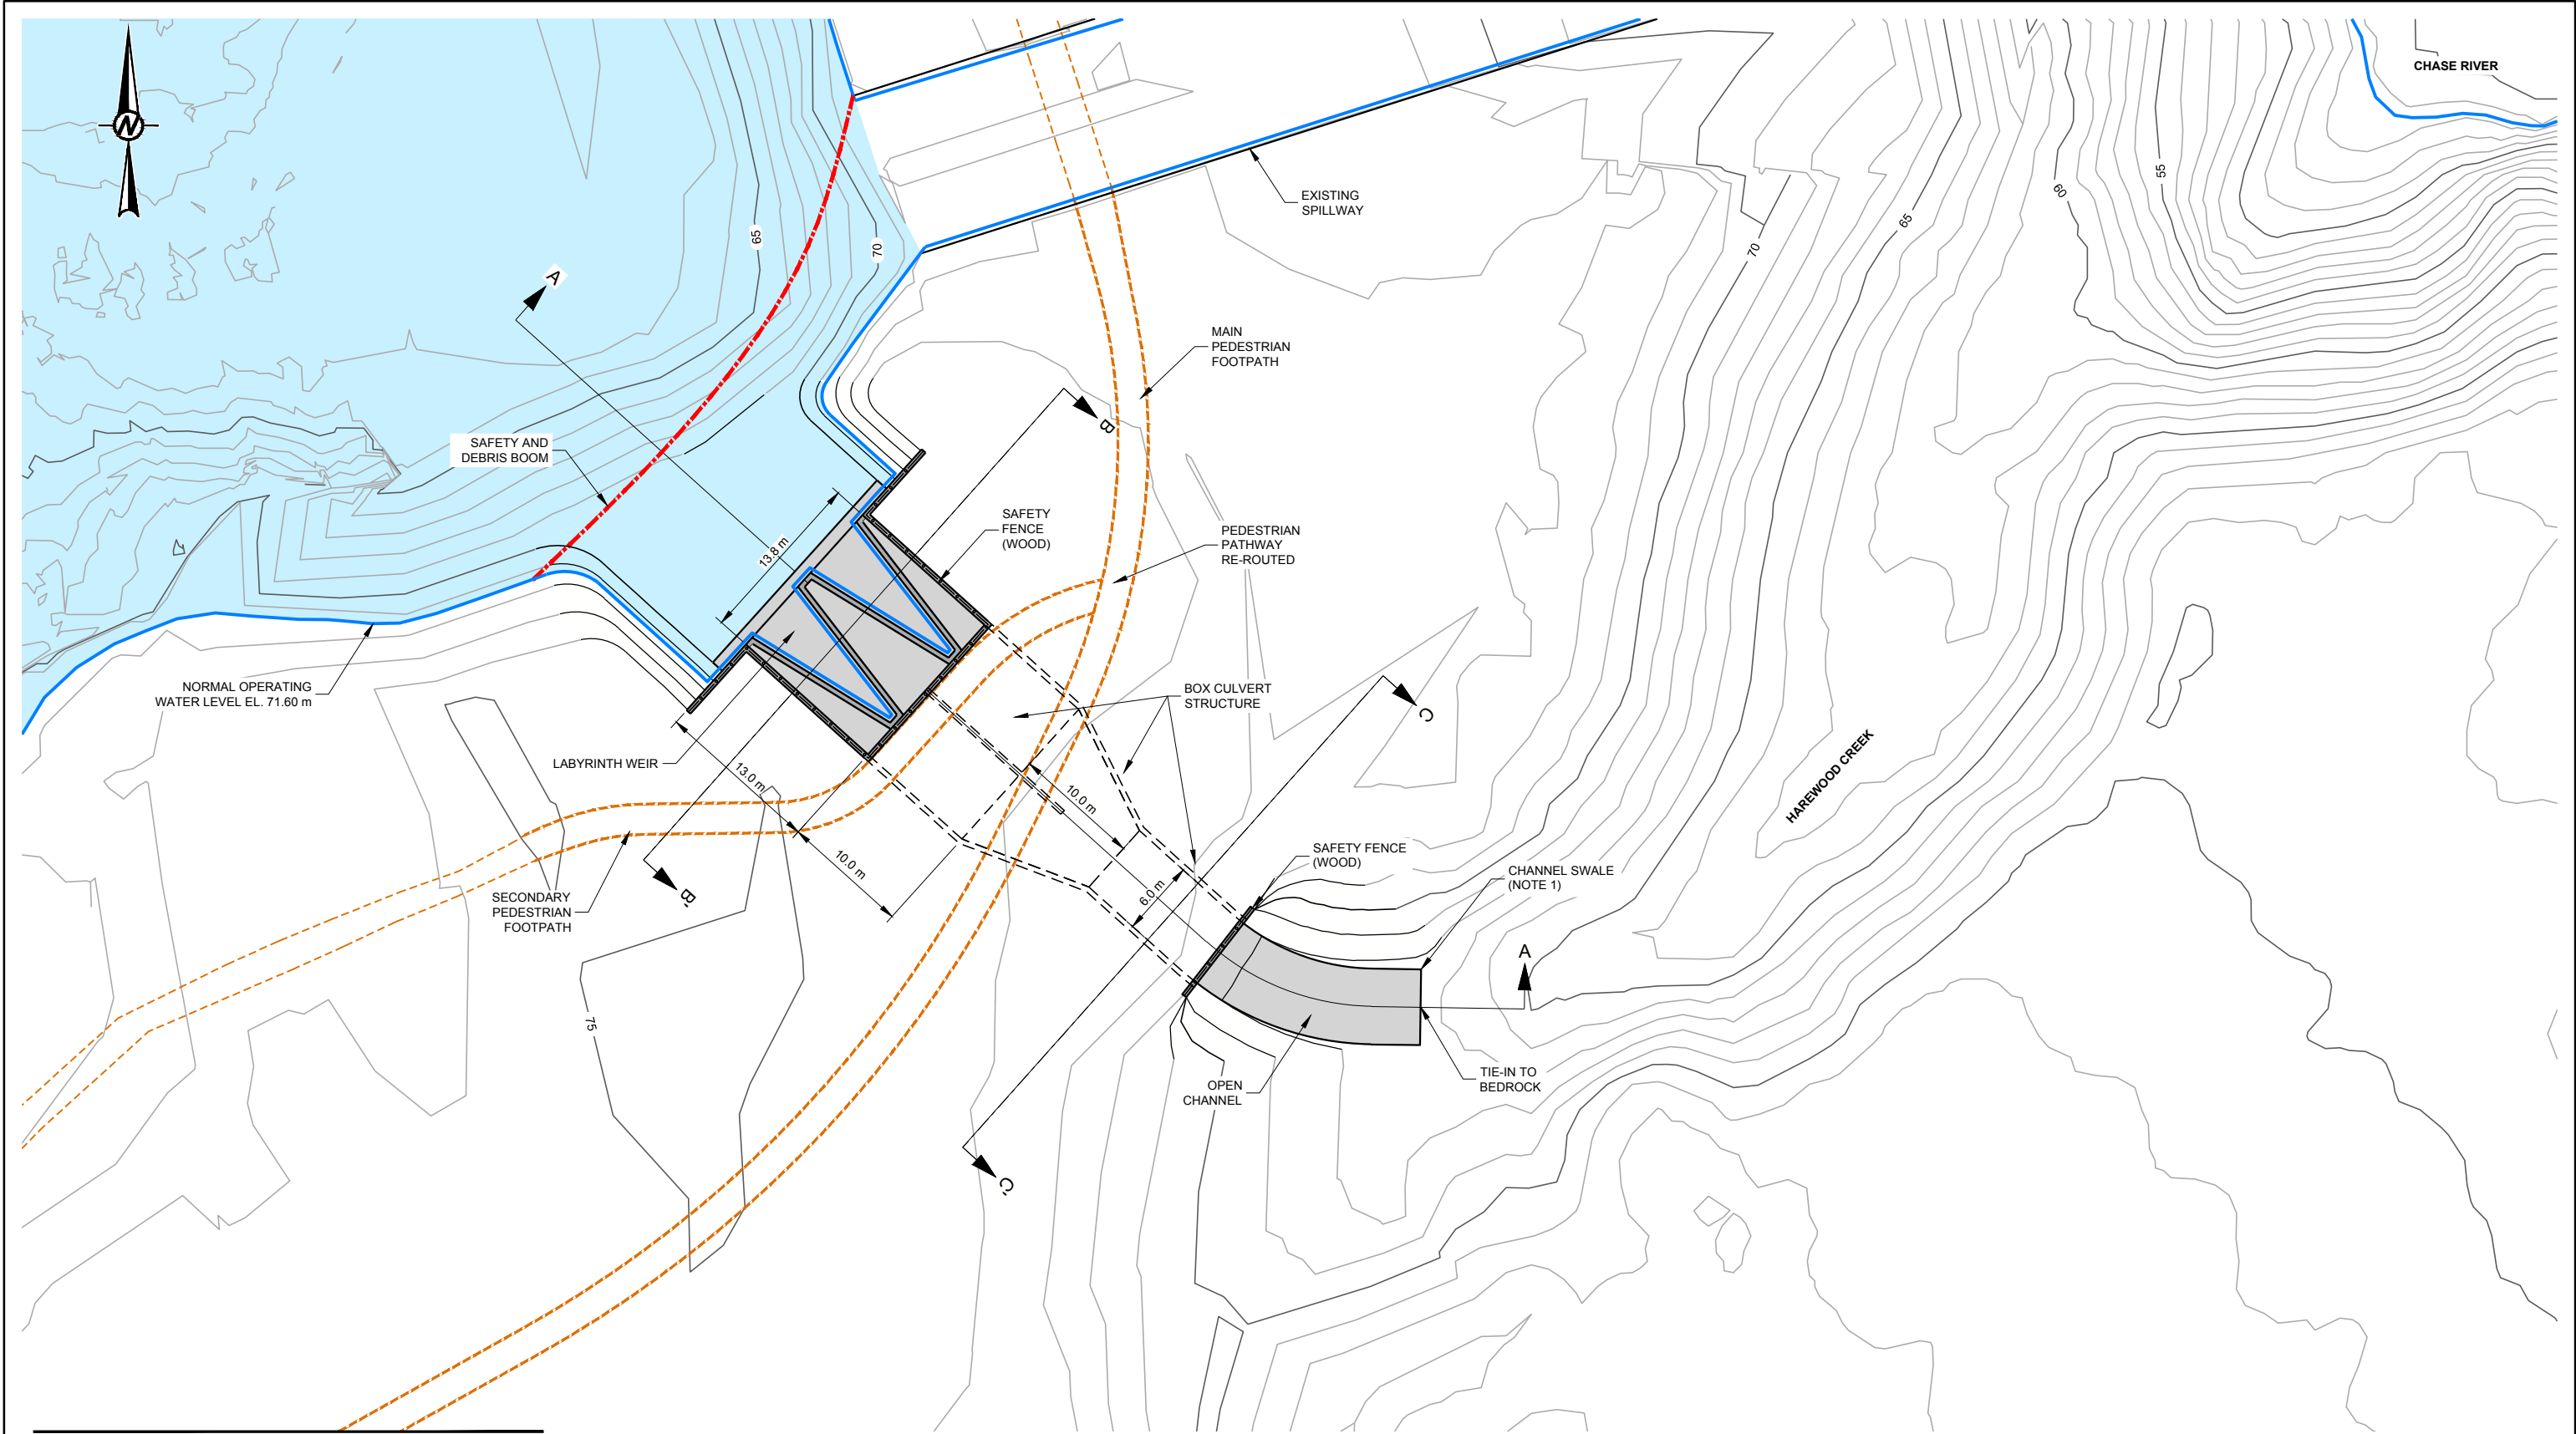 CHASE RIVER
N
EXISTING
SPILLWAY
55
60
65
70
65
70
A
MAIN
PEDESTRIAN
FOOTPATH
B
SAFETY AND
DEBRIS BOOM
SAFETY
FENCE
(WOOD)
13.8 m
PEDESTRIAN
PATHWAY
RE-ROUTED
NORMAL OPERATING
WATER LEVEL EL. 71.60 m
BOX CULVERT
STRUCTURE
C
LABYRINTH WEIR
13.0 m
10.0 m
HAREWOOD CREEK
10.0 m
SAFETY FENCE
(WOOD)
CHANNEL SWALE
(NOTE 1)
6.0 m
B'
SECONDARY
PEDESTRIAN
FOOTPATH
A
75
TIE-IN TO
BEDROCK
OPEN
CHANNEL
C'